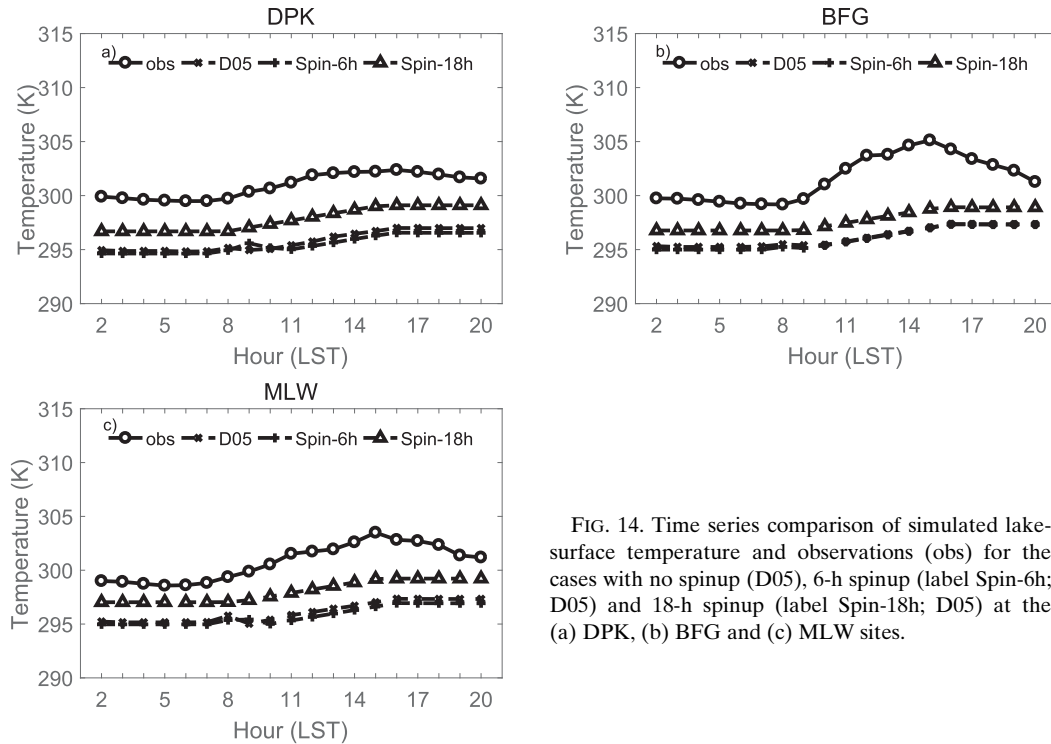 DPK
315
310
305
300
295
290
Temperature (K)
a)
obs D05 Spin-6h Spin-18h
2 5 8 11 14 17 20
Hour (LST)
BFG
315
310
305
300
295
290
Temperature (K)
b)
obs D05 Spin-6h Spin-18h
2 5 8 11 14 17 20
Hour (LST)
MLW
315
310
305
300
295
290
Temperature (K)
c)
obs D05 Spin-6h Spin-18h
2 5 8 11 14 17 20
Hour (LST)
FIG. 14. Time series comparison of simulated lake-
surface temperature and observations (obs) for the
cases with no spinup (D05), 6-h spinup (label Spin-6h;
D05) and 18-h spinup (label Spin-18h; D05) at the
(a) DPK, (b) BFG and (c) MLW sites.